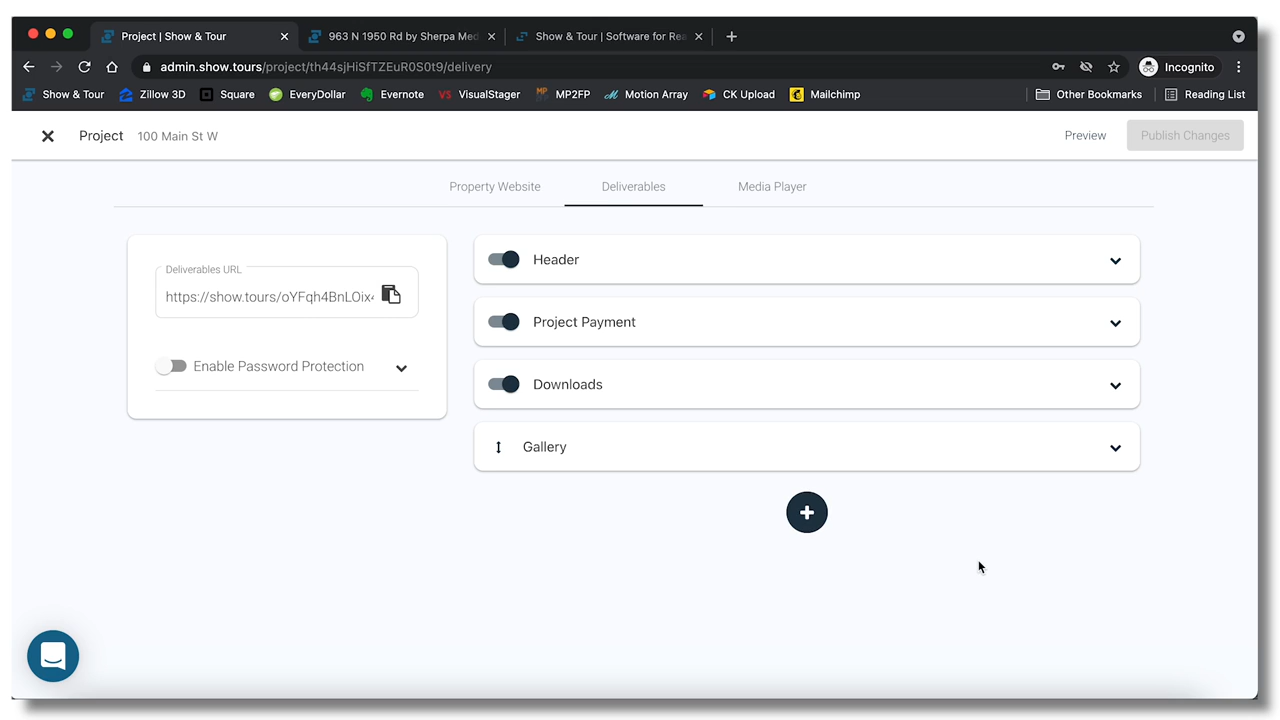 Project | Show & Tour
963 N 1950 Rd by Sherpa Med
Show & Tour | Software for Rea
admin.show.tours/project/th44sjHiSfTZEuR0S0t9/delivery
Incognito
Show & Tour
Zillow 3D
Square
EveryDollar
Evernote
VS VisualStager
MP2FP
Motion Array
CK Upload
Mailchimp
Other Bookmarks
Reading List
Project 100 Main St W
Preview
Publish Changes
Property Website
Deliverables
Media Player
Deliverables URL
https://show.tours/oYFqh4BnLOix
Enable Password Protection
Header
Project Payment
Downloads
Gallery